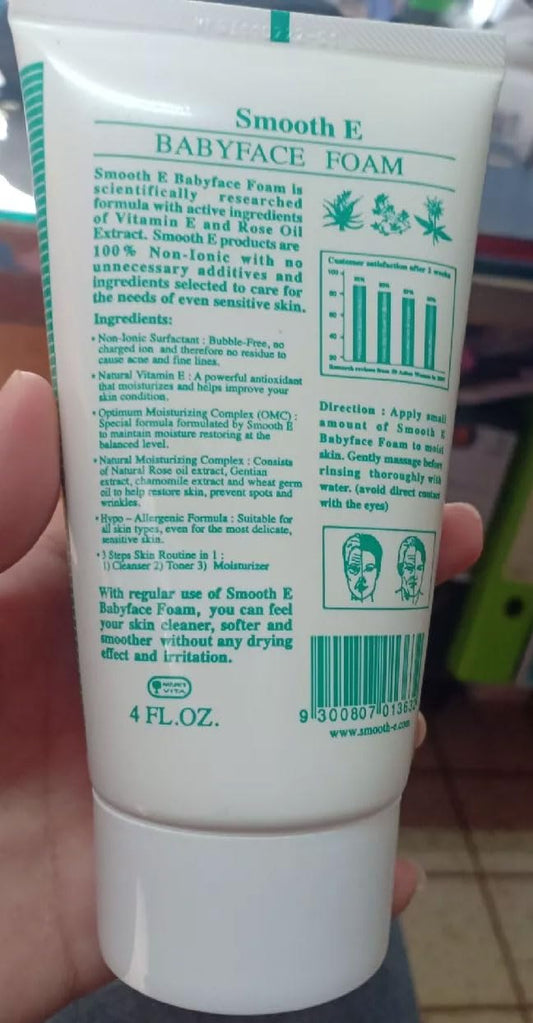 Smooth E
BABYFACE FOAM
Smooth E Babyface Foam is
scientifically researched
formula with active ingredients
of Vitamin E and Rose Oil
Extract. Smooth E products are
100% Non-Ionic with no
unnecessary additives and
ingredients selected to care for
the needs of even sensitive skin.
Ingredients:
• Non-Ionic Surfactant : Bubble-Free, no
charged ion and therefore no residue to
cause acne and fine lines.
• Natural Vitamin E : A powerful antioxidant
that moisturizes and helps improve your
skin condition.
• Optimum Moisturizing Complex (OMC) :
Special formula formulated by Smooth E
to maintain moisture restoring at the
balanced level.
• Natural Moisturizing Complex : Consists
of Natural Rose oil extract, Gentian
extract, chamomile extract and wheat germ
oil to help restore skin, prevent spots and
wrinkles.
• Hypo - Allergenic Formula : Suitable for
all skin types, even for the most delicate,
sensitive skin.
• 3 Steps Skin Routine in 1 :
1) Cleanser 2) Toner 3) Moisturizer
With regular use of Smooth E
Babyface Foam, you can feel
your skin cleaner, softer and
smoother without any drying
effect and irritation.
VITA
4 FL.OZ.
Customer satisfaction after 2 weeks
100
80
60
40
20
Direction : Apply small
amount of Smooth E
Babyface Foam to moist
skin. Gently massage before
rinsing thoroughly with
water. (avoid direct contact
with the eyes)
9 300807 013632
www.smooth-e.com